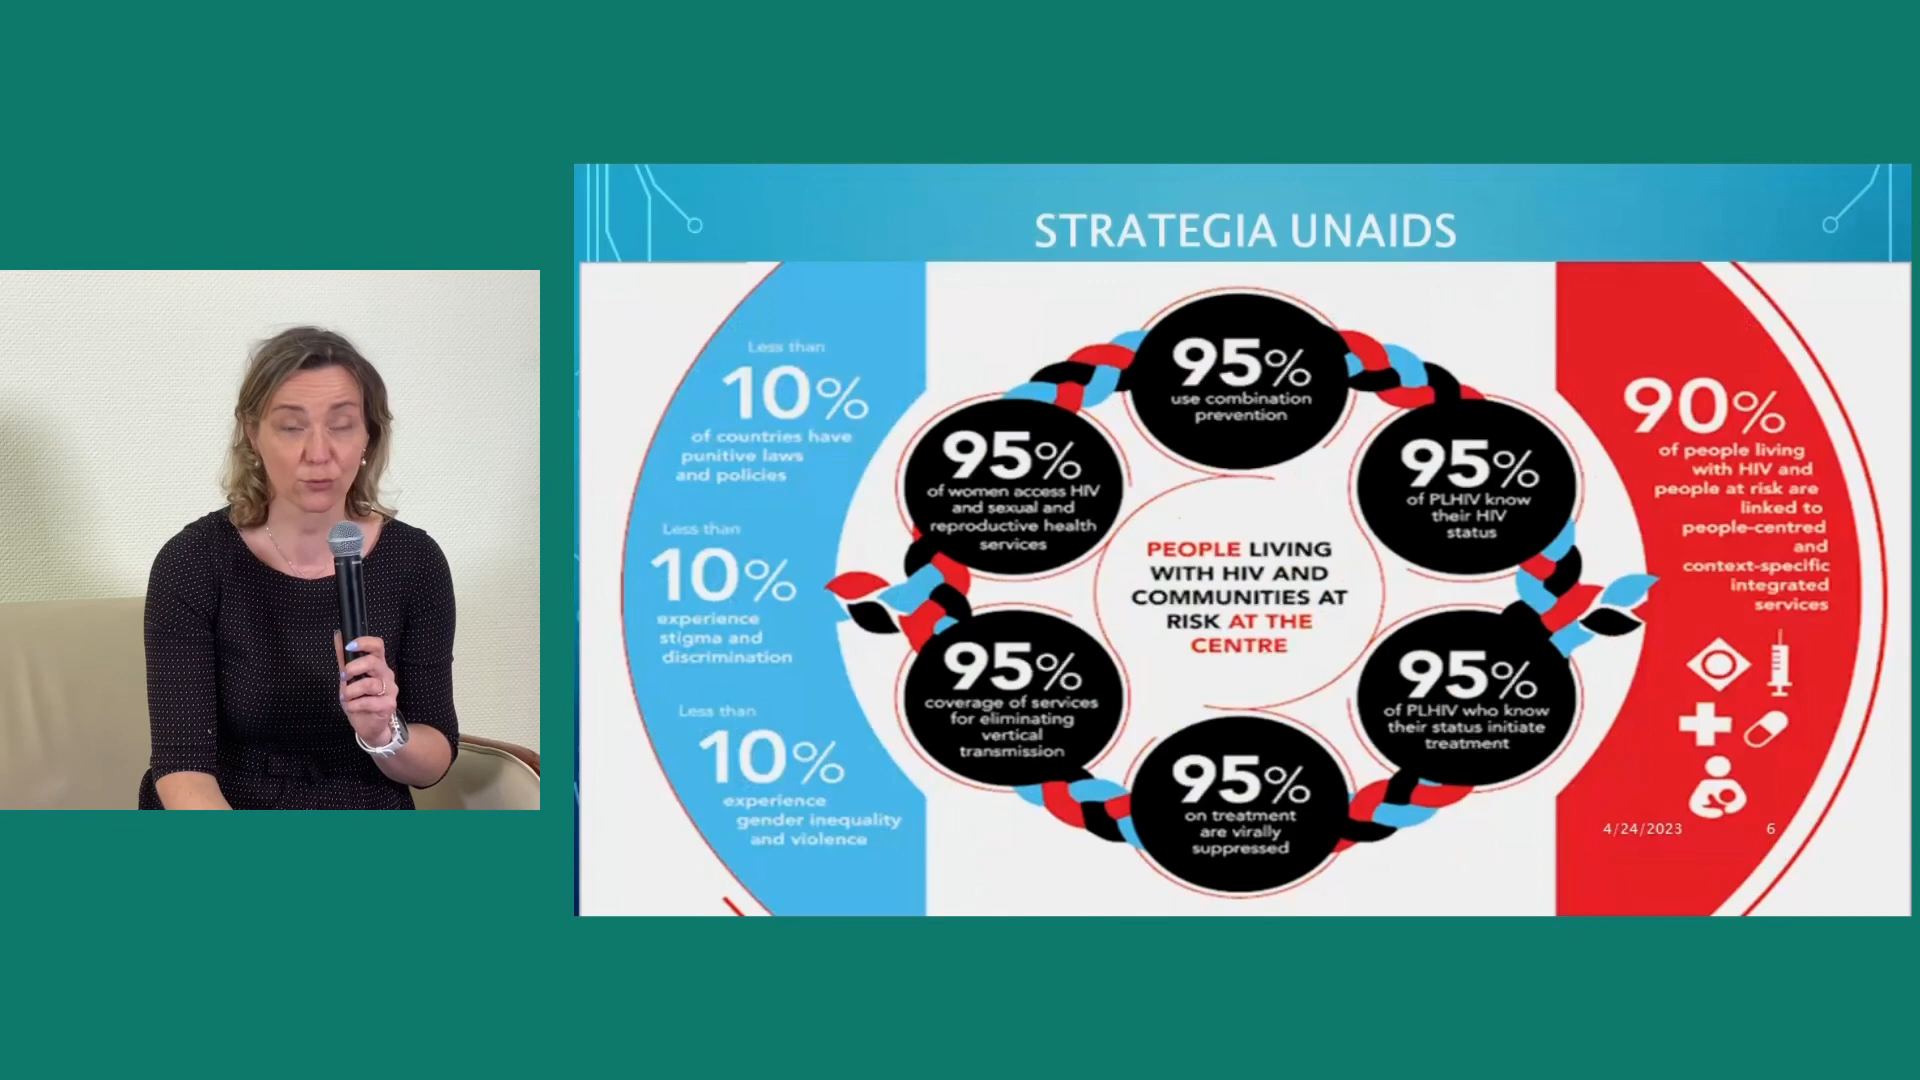 STRATEGIA UNAIDS
Less than
10%
of countries have
punitive laws
and policies
Less than
10%
experience
stigma and
discrimination
Less than
10%
experience
gender inequality
and violence
95%
use combination
prevention
95%
of women access HIV
and sexual and
reproductive health
services
95%
of PLHIV know
their HIV
status
PEOPLE LIVING
WITH HIV AND
COMMUNITIES AT
RISK AT THE
CENTRE
95%
coverage of services
for eliminating
vertical
transmission
95%
of PLHIV who know
their status initiate
treatment
95%
on treatment
are virally
suppressed
90%
of people living
with HIV and
people at risk are
linked to
people-centred
and
context-specific
integrated
services
4/24/2023
6